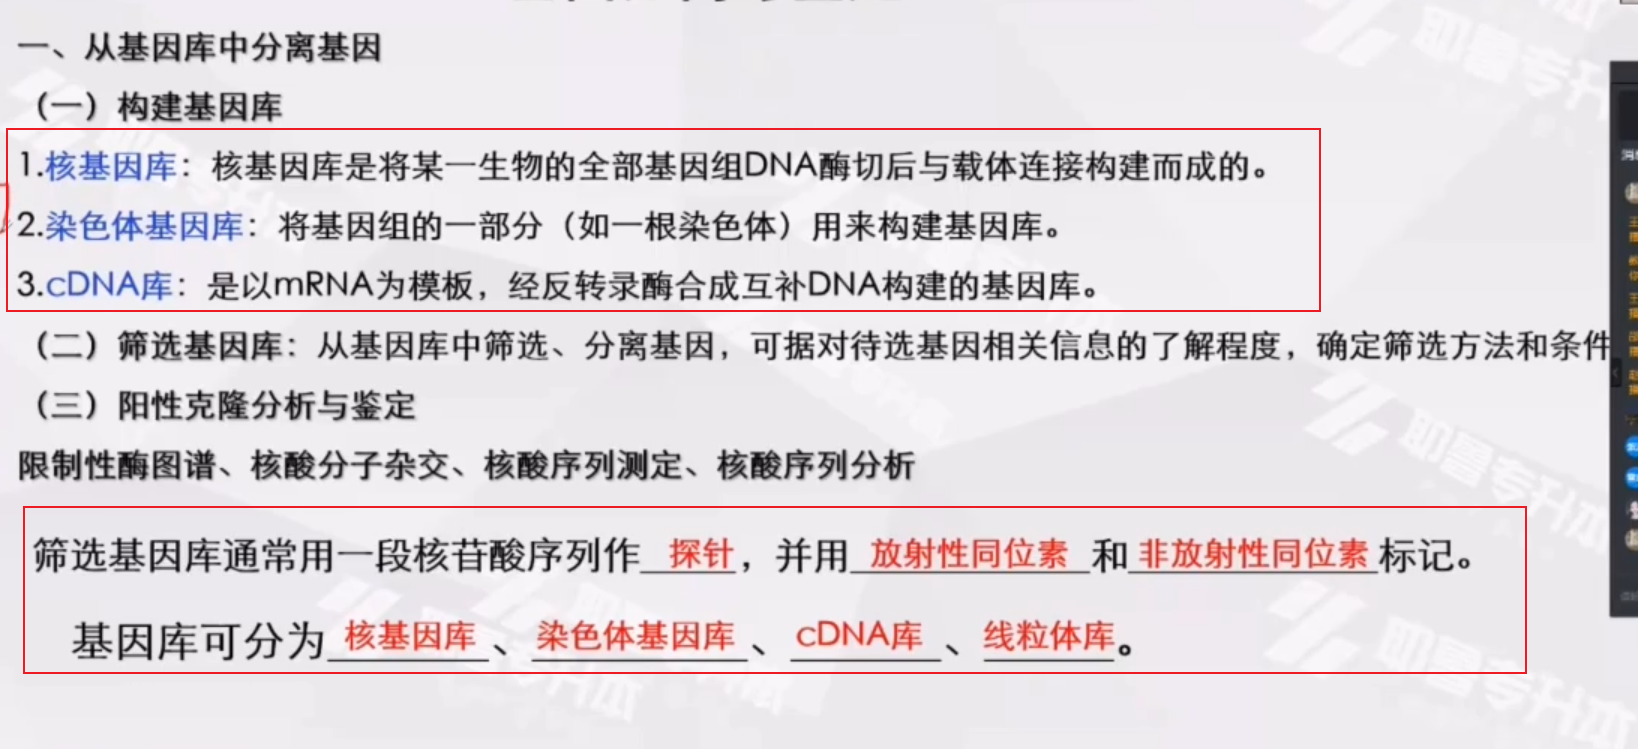 一、从基因库中分离基因
（一）构建基因库
1.核基因库：核基因库是将某一生物的全部基因组DNA酶切后与载体连接构建而成的。
2.染色体基因库：将基因组的一部分（如一根染色体）用来构建基因库。
3.cDNA库：是以mRNA为模板，经反转录酶合成互补DNA构建的基因库。
（二）筛选基因库：从基因库中筛选、分离基因，可据对待选基因相关信息的了解程度，确定筛选方法和条件
（三）阳性克隆分析与鉴定
限制性酶图谱、核酸分子杂交、核酸序列测定、核酸序列分析
筛选基因库通常用一段核苷酸序列作 探针，并用 放射性同位素 和 非放射性同位素 标记。
基因库可分为 核基因库 、 染色体基因库 、 cDNA库 、 线粒体库。